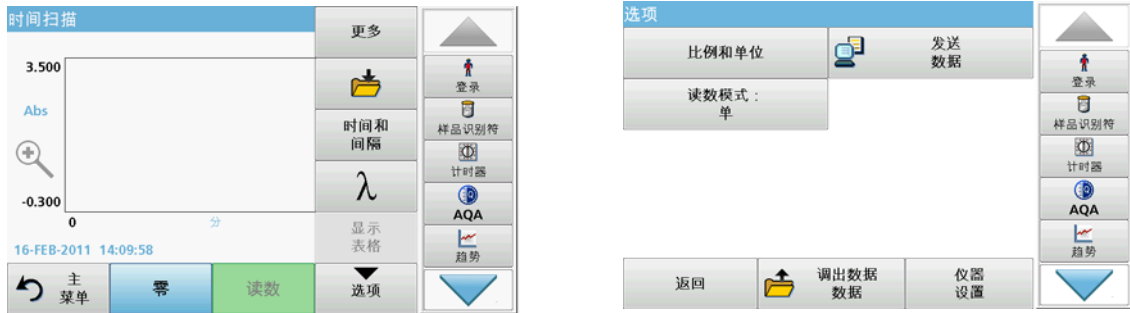 时间扫描
更多
3.500
Abs
时间和
间隔
-0.300
λ
0
分
显示
表格
16-FEB-2011 14:09:58
主
菜单
零
读数
选项
登录
样品识别符
计时器
AQA
趋势
选项
比例和单位
发送
数据
读数模式：
单
返回
调出数据
数据
仪器
设置
登录
样品识别符
计时器
AQA
趋势